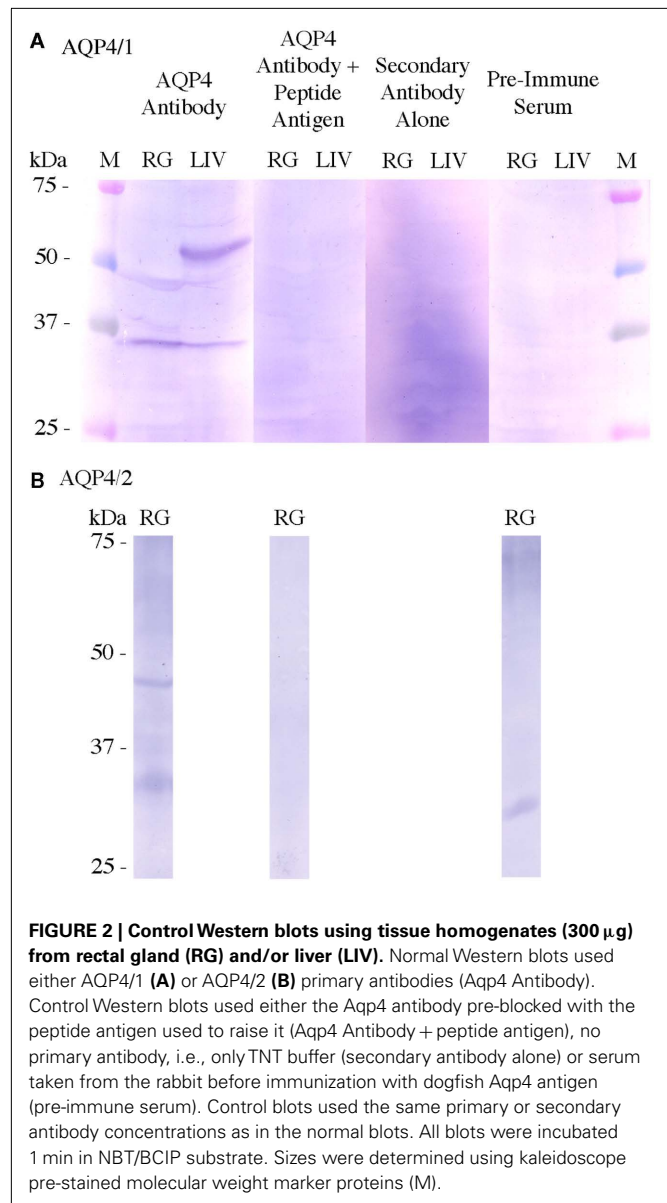 A AQP4/1
AQP4 Antibody
AQP4 Antibody + Peptide Antigen
Secondary Antibody Alone
Pre-Immune Serum
kDa M RG LIV RG LIV RG LIV RG LIV M
75 -
50 -
37 -
25 -
B AQP4/2
kDa RG RG RG
75 -
50 -
37 -
25 -
FIGURE 2 | Control Western blots using tissue homogenates (300 μg)
from rectal gland (RG) and/or liver (LIV). Normal Western blots used
either AQP4/1 (A) or AQP4/2 (B) primary antibodies (Aqp4 Antibody).
Control Western blots used either the Aqp4 antibody pre-blocked with the
peptide antigen used to raise it (Aqp4 Antibody + peptide antigen), no
primary antibody, i.e., only TNT buffer (secondary antibody alone) or serum
taken from the rabbit before immunization with dogfish Aqp4 antigen
(pre-immune serum). Control blots used the same primary or secondary
antibody concentrations as in the normal blots. All blots were incubated
1 min in NBT/BCIP substrate. Sizes were determined using kaleidoscope
pre-stained molecular weight marker proteins (M).